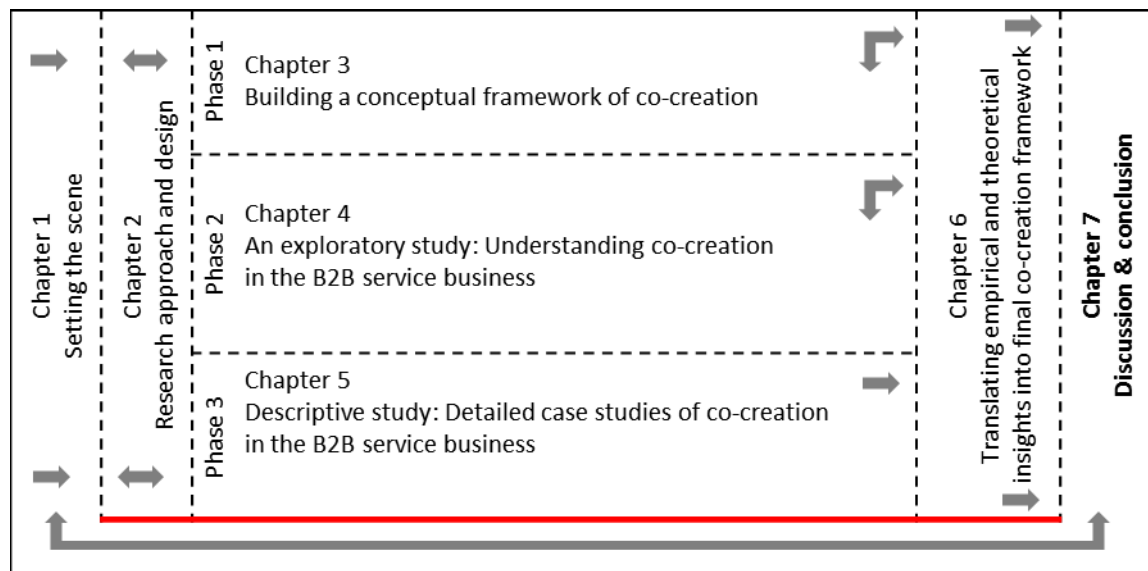 Chapter 1
Setting the scene
Chapter 2
Research approach and design
Phase 1
Chapter 3
Building a conceptual framework of co-creation
Phase 2
Chapter 4
An exploratory study: Understanding co-creation
in the B2B service business
Phase 3
Chapter 5
Descriptive study: Detailed case studies of co-creation
in the B2B service business
Chapter 6
Translating empirical and theoretical
insights into final co-creation framework
Chapter 7
Discussion & conclusion